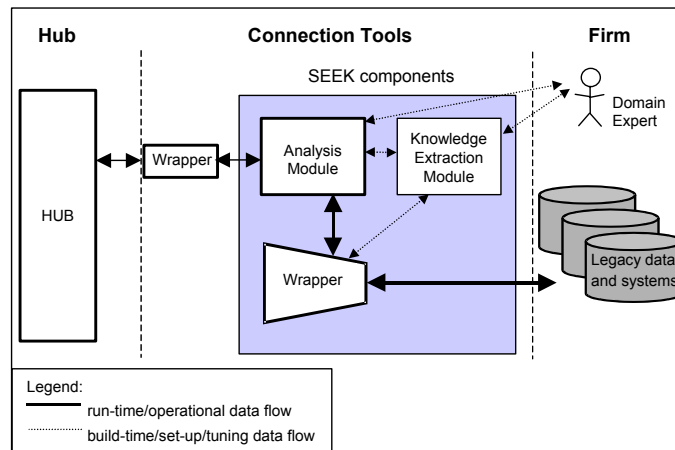 Hub
Connection Tools
Firm
SEEK components
Domain
Expert
Wrapper
Analysis
Module
Knowledge
Extraction
Module
HUB
Wrapper
Legacy data
and systems
Legend:
run-time/operational data flow
build-time/set-up/tuning data flow